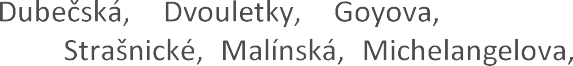 Dubečská, Dvouletky, Goyova,
Strašnické, Malínská, Michelangelova,